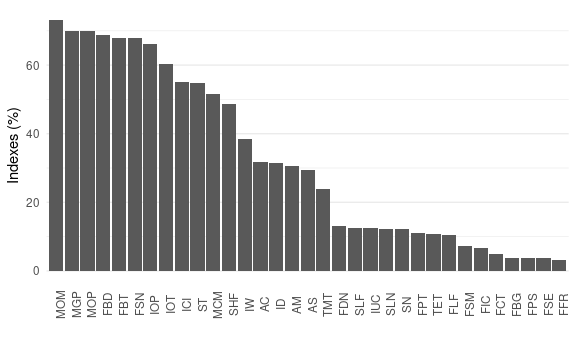 Indexes (%)
60
40
20
0
MOM MGP MOP FBD FBT FSN IOP IOT ICI ST MCM SHF IW AC ID AM AS TMT FDN SLF IUC SLN SN FPT TET FLF FSM FIC FCT FBG FPS FSE FFR